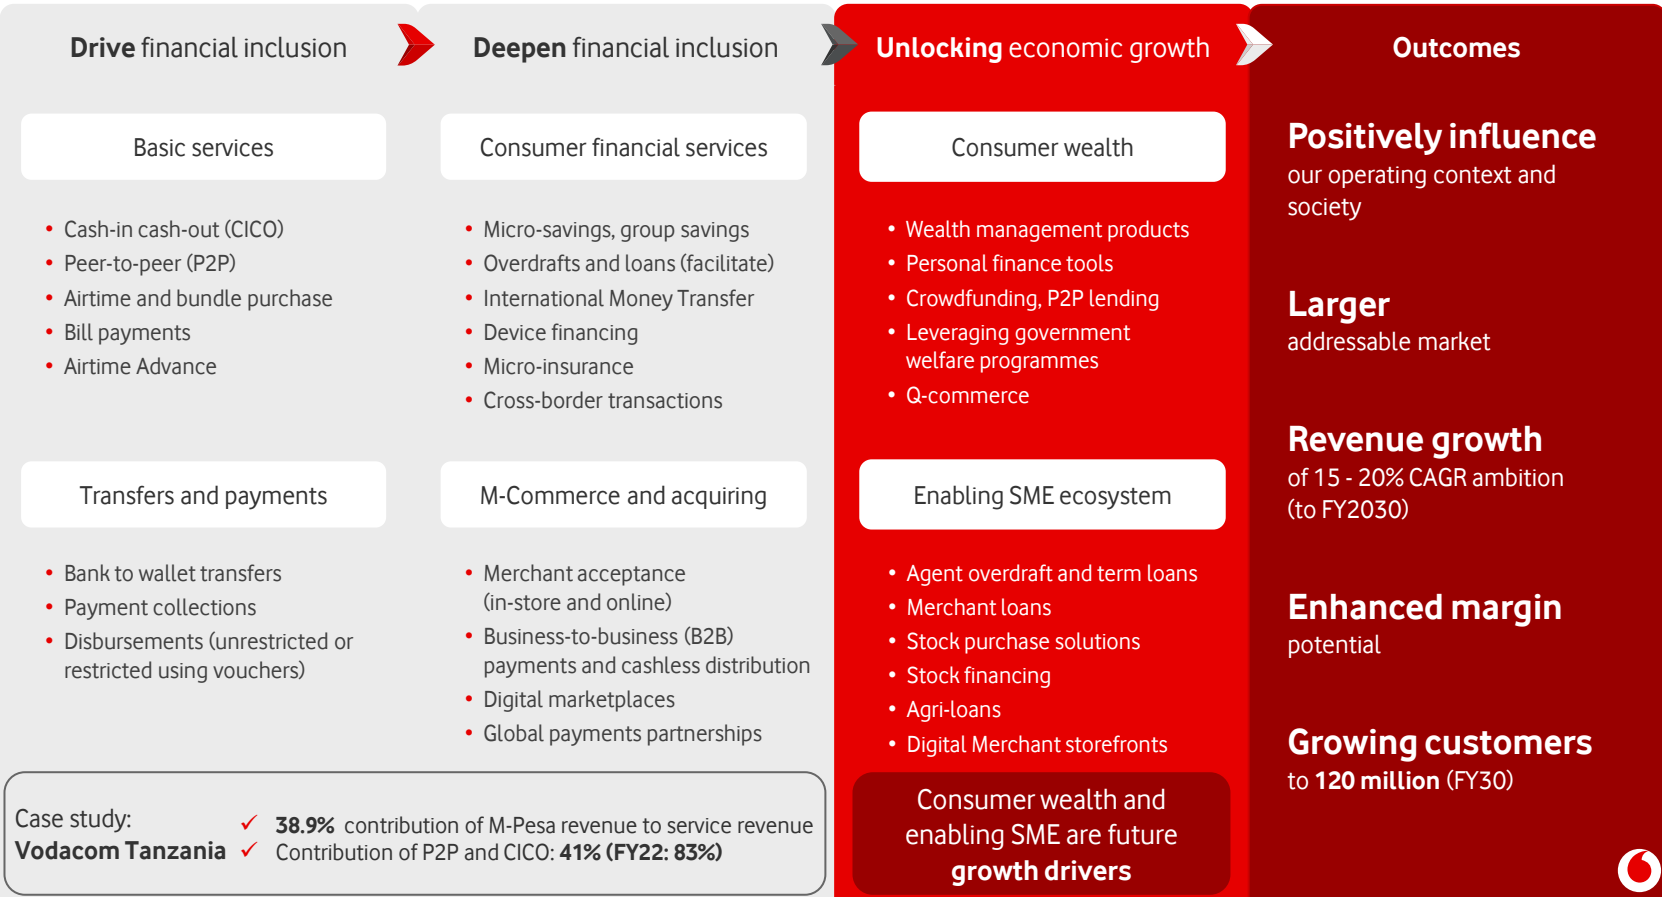 Drive financial inclusion
Basic services
• Cash-in cash-out (CICO)
• Peer-to-peer (P2P)
• Airtime and bundle purchase
• Bill payments
• Airtime Advance
Transfers and payments
• Bank to wallet transfers
• Payment collections
• Disbursements (unrestricted or
restricted using vouchers)
Deepen financial inclusion
Consumer financial services
• Micro-savings, group savings
• Overdrafts and loans (facilitate)
• International Money Transfer
• Device financing
• Micro-insurance
• Cross-border transactions
M-Commerce and acquiring
• Merchant acceptance
(in-store and online)
• Business-to-business (B2B)
payments and cashless distribution
• Digital marketplaces
• Global payments partnerships
Case study:
Vodacom Tanzania
✓ 38.9% contribution of M-Pesa revenue to service revenue
✓ Contribution of P2P and CICO: 41% (FY22: 83%)
Unlocking economic growth
Consumer wealth
• Wealth management products
• Personal finance tools
• Crowdfunding, P2P lending
• Leveraging government
welfare programmes
• Q-commerce
Enabling SME ecosystem
• Agent overdraft and term loans
• Merchant loans
• Stock purchase solutions
• Stock financing
• Agri-loans
• Digital Merchant storefronts
Consumer wealth and
enabling SME are future
growth drivers
Outcomes
Positively influence
our operating context and
society
Larger
addressable market
Revenue growth
of 15 - 20% CAGR ambition
(to FY2030)
Enhanced margin
potential
Growing customers
to 120 million (FY30)